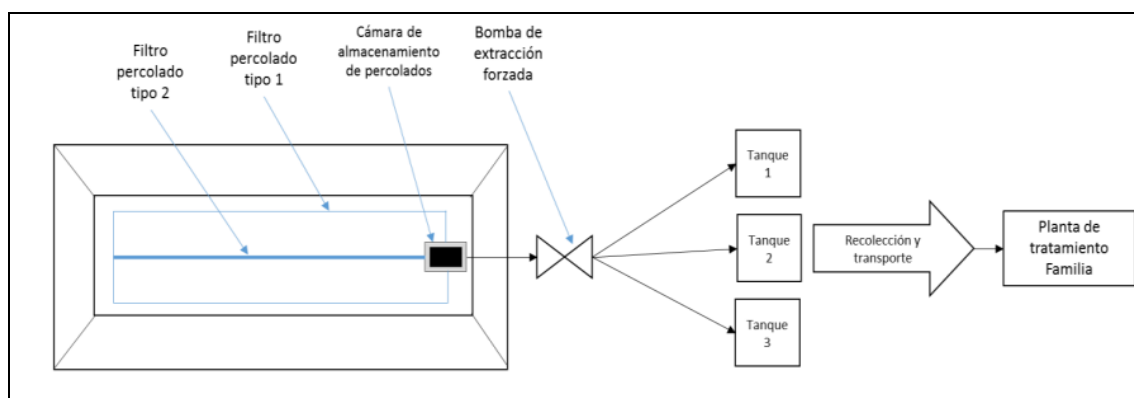 Filtro
percolado
tipo 2
Filtro
percolado
tipo 1
Cámara de
almacenamiento
de percolados
Bomba de
extracción
forzada
Tanque
1
Tanque
2
Tanque
3
Recolección y
transporte
Planta de
tratamiento
Familia